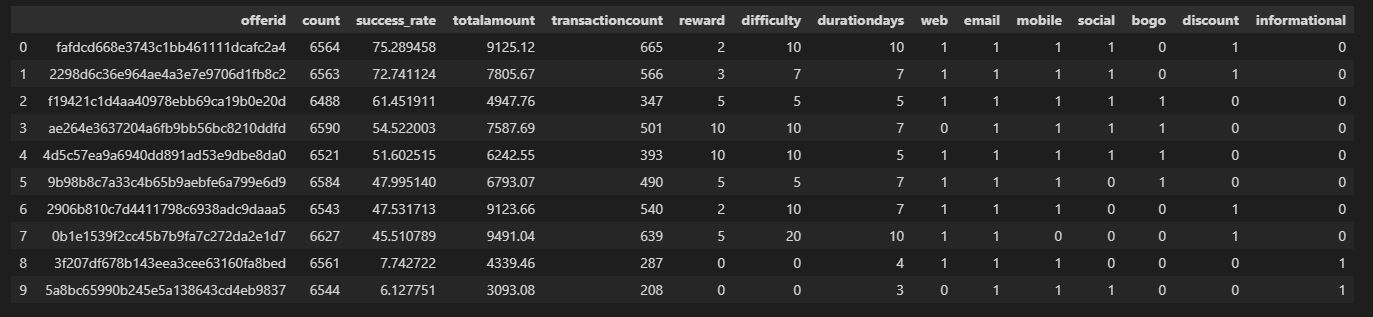 offerid count success_rate totalamount transactioncount reward difficulty durationdays web email mobile social bogo discount informational
0 fafdcd668e3743c1bb461111dcafc2a4 6564 75.289458 9125.12 665 2 10 10 1 1 1 1 0 1 0
1 2298d6c36e964ae4a3e7e9706d1fb8c2 6563 72.741124 7805.67 566 3 7 7 1 1 1 1 0 1 0
2 f19421c1d4aa40978ebb69ca19b0e20d 6488 61.451911 4947.76 347 5 5 5 1 1 1 1 1 0 0
3 ae264e3637204a6fb9bb56bc8210ddfd 6590 54.522003 7587.69 501 10 10 7 0 1 1 1 1 0 0
4 4d5c57ea9a6940dd891ad53e9dbe8da0 6521 51.602515 6242.55 393 10 10 5 1 1 1 1 1 0 0
5 9b98b8c7a33c4b65b9aebfe6a799e6d9 6584 47.995140 6793.07 490 5 5 7 1 1 1 0 1 0 0
6 2906b810c7d4411798c6938adc9daaa5 6543 47.531713 9123.66 540 2 10 7 1 1 1 0 0 1 0
7 0b1e1539f2cc45b7b9fa7c272da2e1d7 6627 45.510789 9491.04 639 5 20 10 1 1 0 0 0 1 0
8 3f207df678b143eea3cee63160fa8bed 6561 7.742722 4339.46 287 0 0 4 1 1 1 0 0 0 1
9 5a8bc65990b245e5a138643cd4eb9837 6544 6.127751 3093.08 208 0 0 3 0 1 1 1 0 0 1